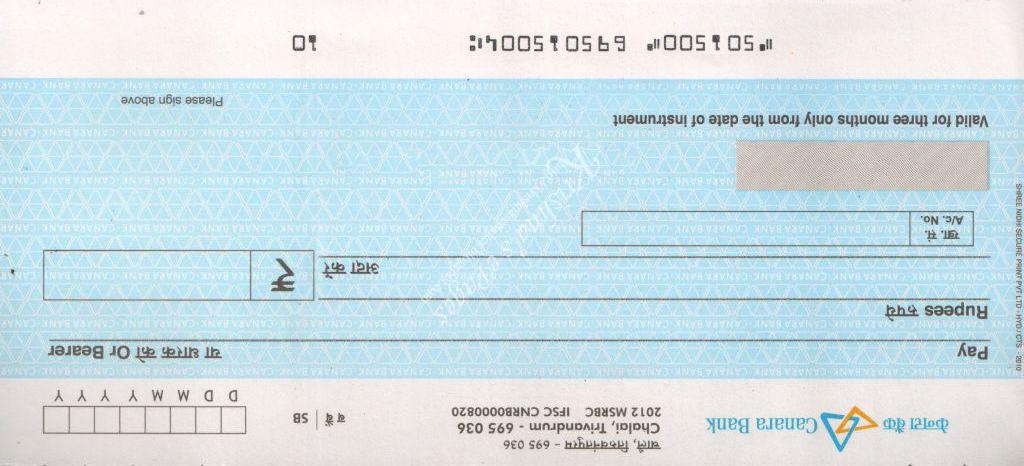 केनरा बैंक Canara Bank
चालै, तिरुवनंतपुरम - 695 036
Chalai, Trivandrum - 695 036
2012 MSRBC IFSC CNRB0000820
ब बैं | SB
D D M M Y Y Y Y
Pay
या धारक को Or Bearer
Rupees रुपये
अदा करें
₹
खा. सं.
A/c. No.
Valid for three months only from the date of instrument
Please sign above
SHREE NIDHI SECURE PRINT PVT LTD - HYD / CTS - 2010
CANARA BANK
⑈501500⑈ 695015004⑆ 10